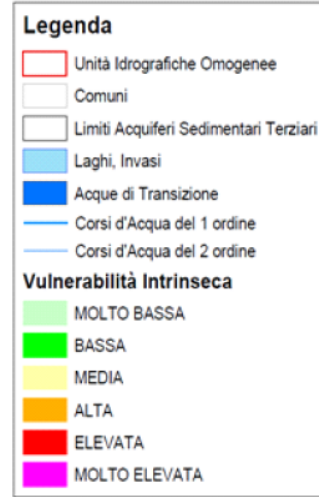 Legenda
Unità Idrografiche Omogenee
Comuni
Limiti Acquiferi Sedimentari Terziari
Laghi, Invasi
Acque di Transizione
Corsi d'Acqua del 1 ordine
Corsi d'Acqua del 2 ordine
Vulnerabilità Intrinseca
MOLTO BASSA
BASSA
MEDIA
ALTA
ELEVATA
MOLTO ELEVATA